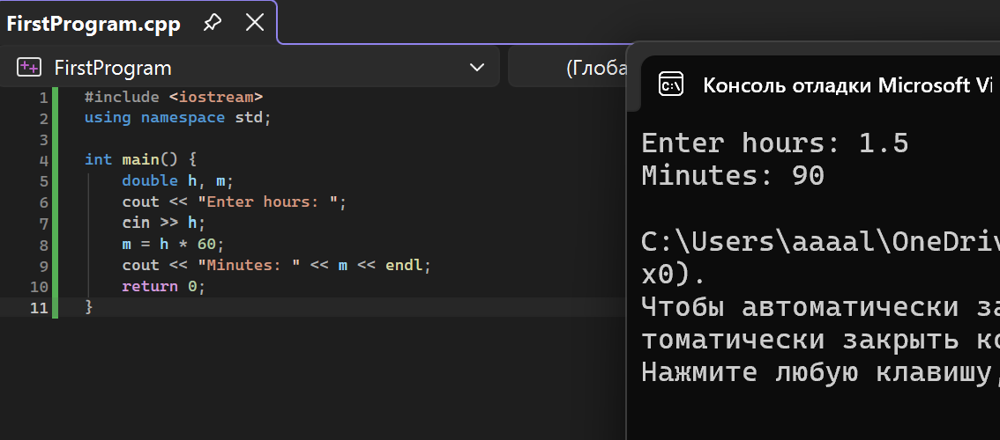 FirstProgram.cpp
FirstProgram
(Глоба
1 #include <iostream>
2 using namespace std;
3
4 int main() {
5 double h, m;
6 cout << "Enter hours: ";
7 cin >> h;
8 m = h * 60;
9 cout << "Minutes: " << m << endl;
10 return 0;
11 }
C:\ Консоль отладки Microsoft Vi
Enter hours: 1.5
Minutes: 90
C:\Users\aaaal\OneDriv
x0).
Чтобы автоматически за
томатически закрыть ко
Нажмите любую клавишу,